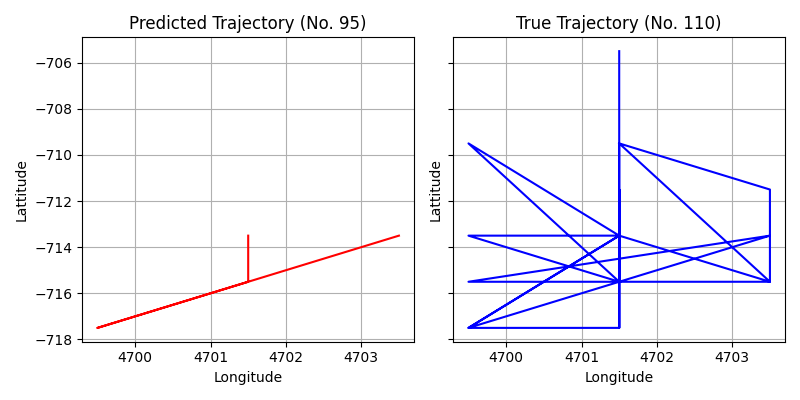 Predicted Trajectory (No. 95)
−706
−708
−710
−712
−714
−716
−718
Lattitude
4700
4701
4702
4703
Longitude
True Trajectory (No. 110)
Lattitude
4700
4701
4702
4703
Longitude